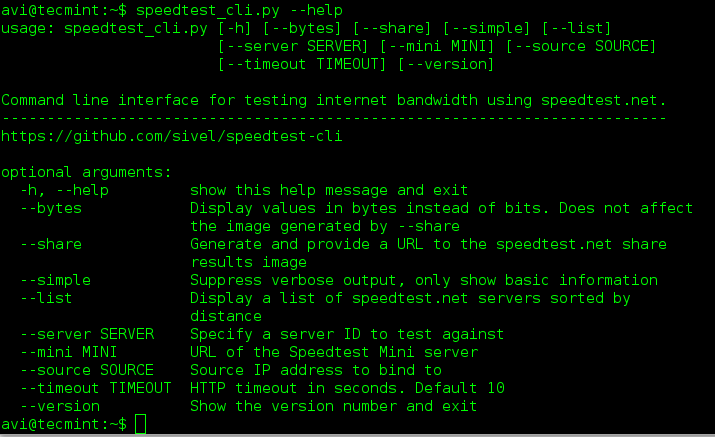 avi@tecmint:~$ speedtest_cli.py --help
usage: speedtest_cli.py [-h] [--bytes] [--share] [--simple] [--list]
                        [--server SERVER] [--mini MINI] [--source SOURCE]
                        [--timeout TIMEOUT] [--version]

Command line interface for testing internet bandwidth using speedtest.net.
--------------------------------------------------------------------------
https://github.com/sivel/speedtest-cli

optional arguments:
  -h, --help         show this help message and exit
  --bytes            Display values in bytes instead of bits. Does not affect
                     the image generated by --share
  --share            Generate and provide a URL to the speedtest.net share
                     results image
  --simple           Suppress verbose output, only show basic information
  --list             Display a list of speedtest.net servers sorted by
                     distance
  --server SERVER    Specify a server ID to test against
  --mini MINI        URL of the Speedtest Mini server
  --source SOURCE    Source IP address to bind to
  --timeout TIMEOUT  HTTP timeout in seconds. Default 10
  --version          Show the version number and exit
avi@tecmint:~$